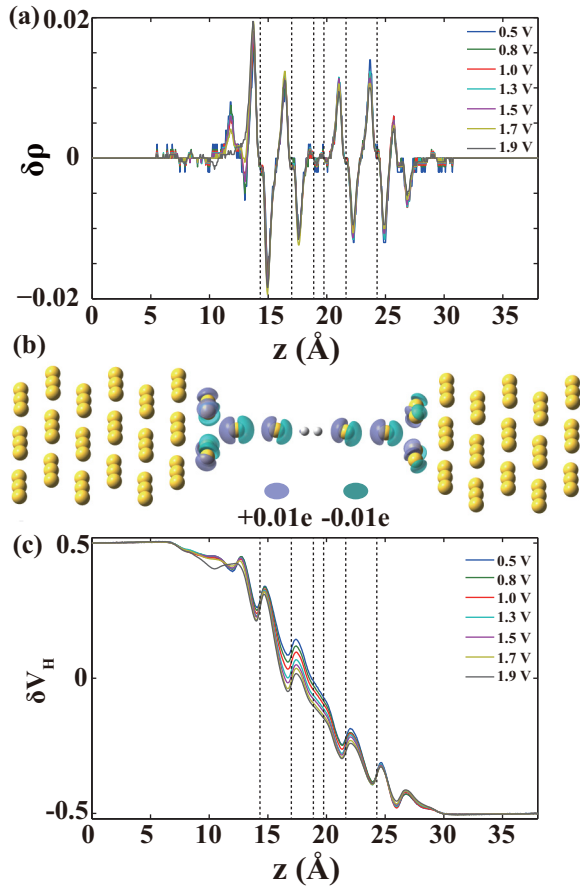 (a)
0.02
0.5 V
0.8 V
1.0 V
1.3 V
1.5 V
1.7 V
1.9 V
δρ
0
−0.02
0 5 10 15 20 25 30 35
z (Å)
(b)
+0.01e -0.01e
(c)
0.5
0.5 V
0.8 V
1.0 V
1.3 V
1.5 V
1.7 V
1.9 V
δV_H
0
-0.5
0 5 10 15 20 25 30 35
z (Å)